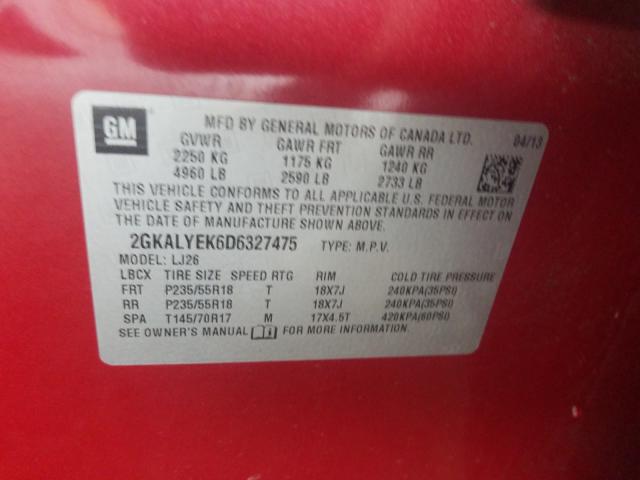 GM
MFD BY GENERAL MOTORS OF CANADA LTD. 04/13
GVWR GAWR FRT GAWR RR
2250 KG 1175 KG 1240 KG
4960 LB 2590 LB 2733 LB
THIS VEHICLE CONFORMS TO ALL APPLICABLE U.S. FEDERAL MOTOR
VEHICLE SAFETY AND THEFT PREVENTION STANDARDS IN EFFECT ON
THE DATE OF MANUFACTURE SHOWN ABOVE.
2GKALYEK6D6327475 TYPE: M.P.V.
MODEL: LJ26
LBCX TIRE SIZE SPEED RTG RIM COLD TIRE PRESSURE
FRT P235/55R18 T 18X7J 240KPA(35PSI)
RR P235/55R18 T 18X7J 240KPA(35PSI)
SPA T145/70R17 M 17X4.5T 420KPA(60PSI)
SEE OWNER'S MANUAL FOR MORE INFORMATION.